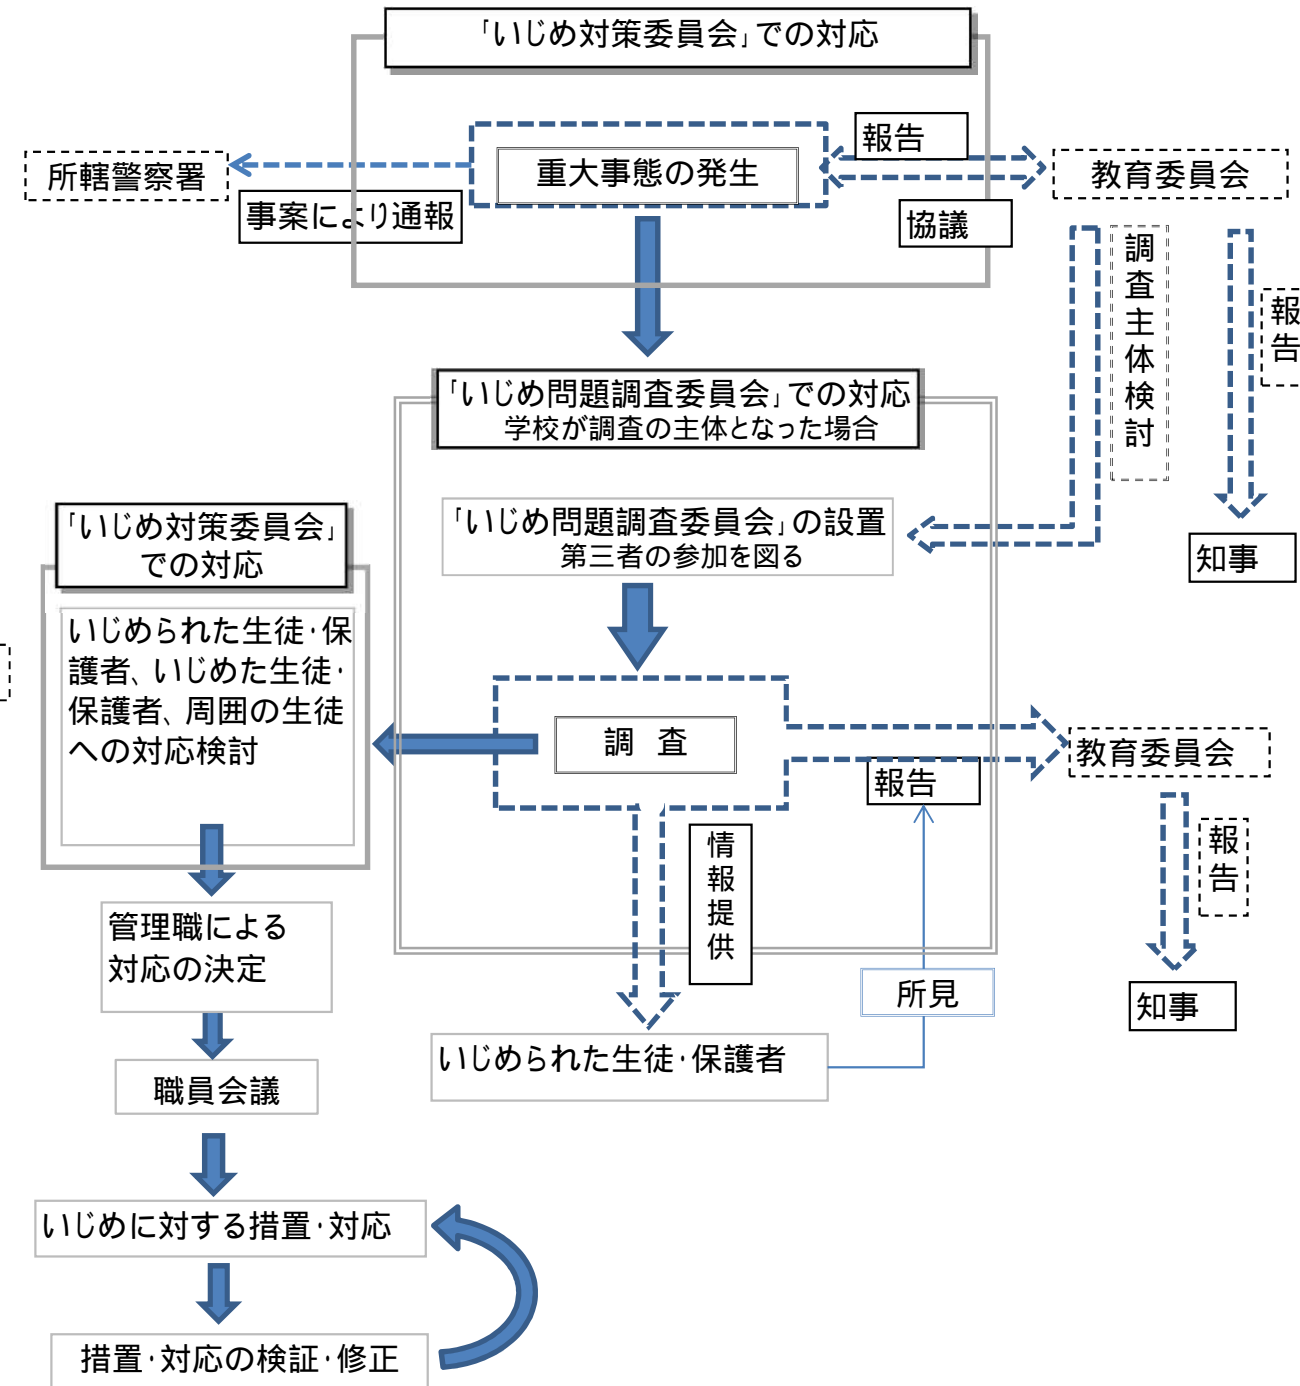 「いじめ対策委員会」での対応
報告
重大事態の発生
所轄警察署
教育委員会
事案により通報
協議
調査主体検討
報告
「いじめ問題調査委員会」での対応
学校が調査の主体となった場合
「いじめ問題調査委員会」の設置
第三者の参加を図る
知事
「いじめ対策委員会」
での対応
いじめられた生徒・保
護者、いじめた生徒・
保護者、周囲の生徒
への対応検討
調 査
教育委員会
報告
情報提供
報告
管理職による
対応の決定
所見
知事
いじめられた生徒・保護者
職員会議
いじめに対する措置・対応
措置・対応の検証・修正